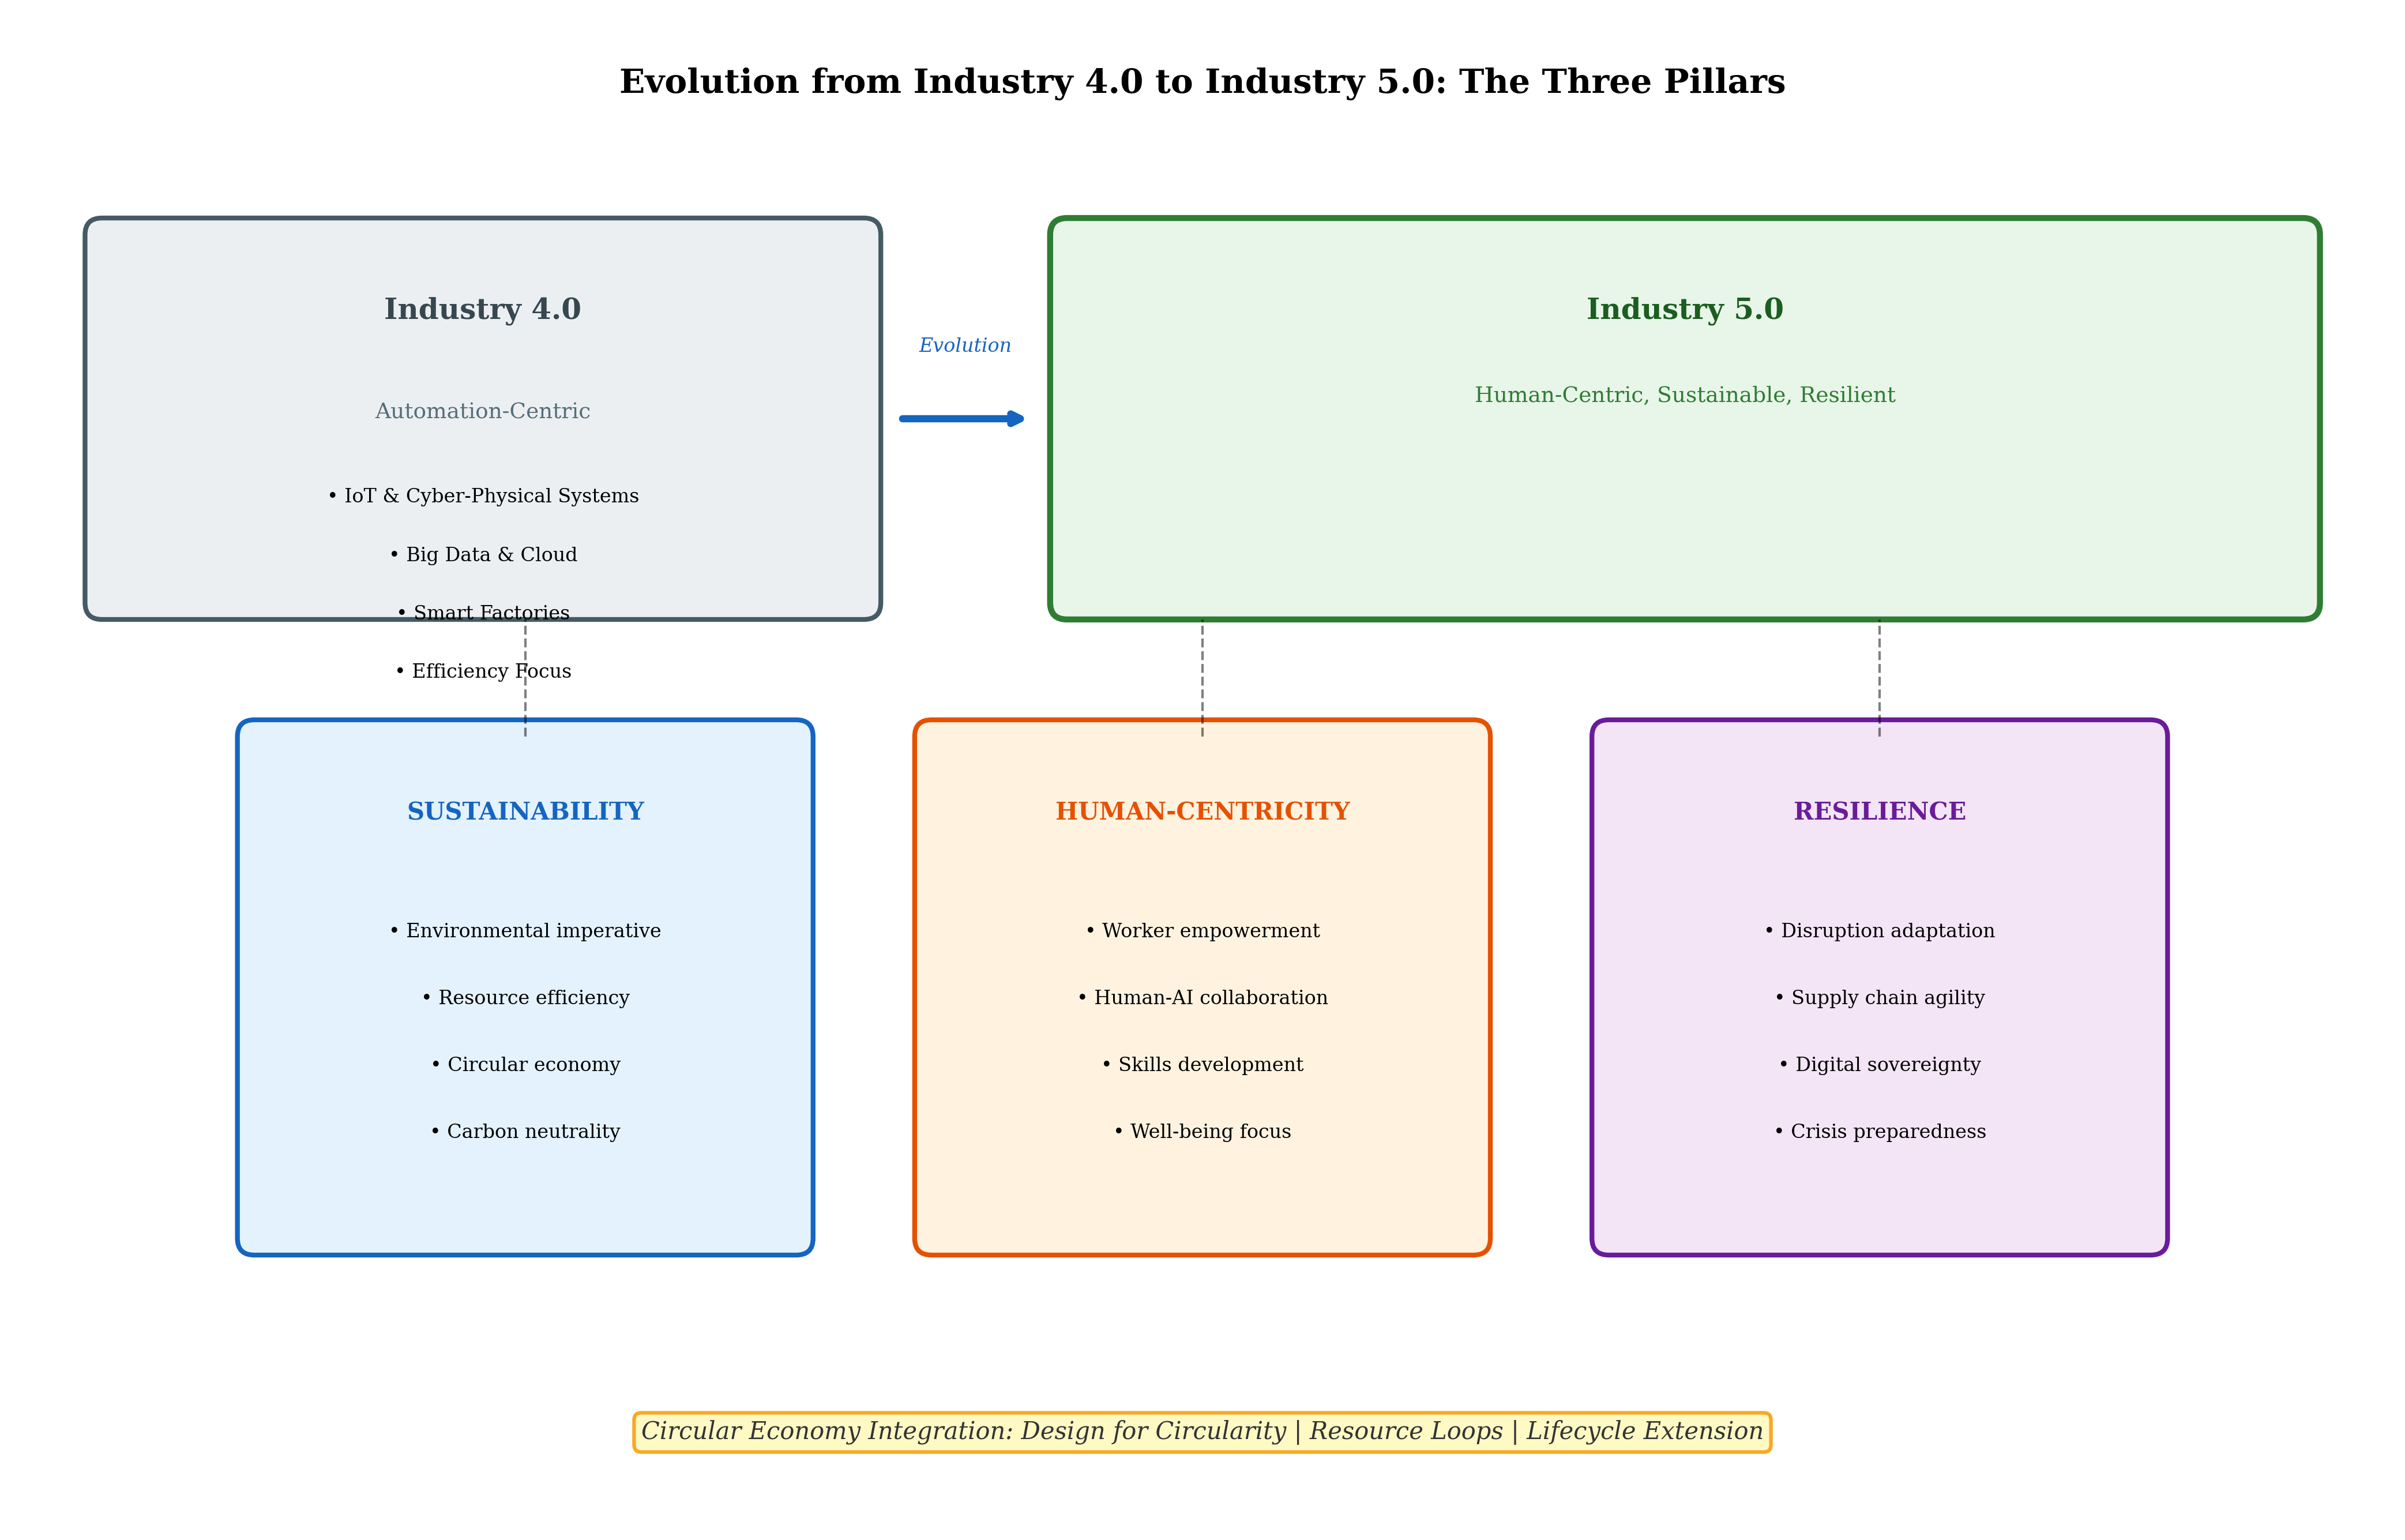 Evolution from Industry 4.0 to Industry 5.0: The Three Pillars
Industry 4.0
Automation-Centric
• IoT & Cyber-Physical Systems
• Big Data & Cloud
• Smart Factories
• Efficiency Focus
Evolution
Industry 5.0
Human-Centric, Sustainable, Resilient
SUSTAINABILITY
• Environmental imperative
• Resource efficiency
• Circular economy
• Carbon neutrality
HUMAN-CENTRICITY
• Worker empowerment
• Human-AI collaboration
• Skills development
• Well-being focus
RESILIENCE
• Disruption adaptation
• Supply chain agility
• Digital sovereignty
• Crisis preparedness
Circular Economy Integration: Design for Circularity | Resource Loops | Lifecycle Extension